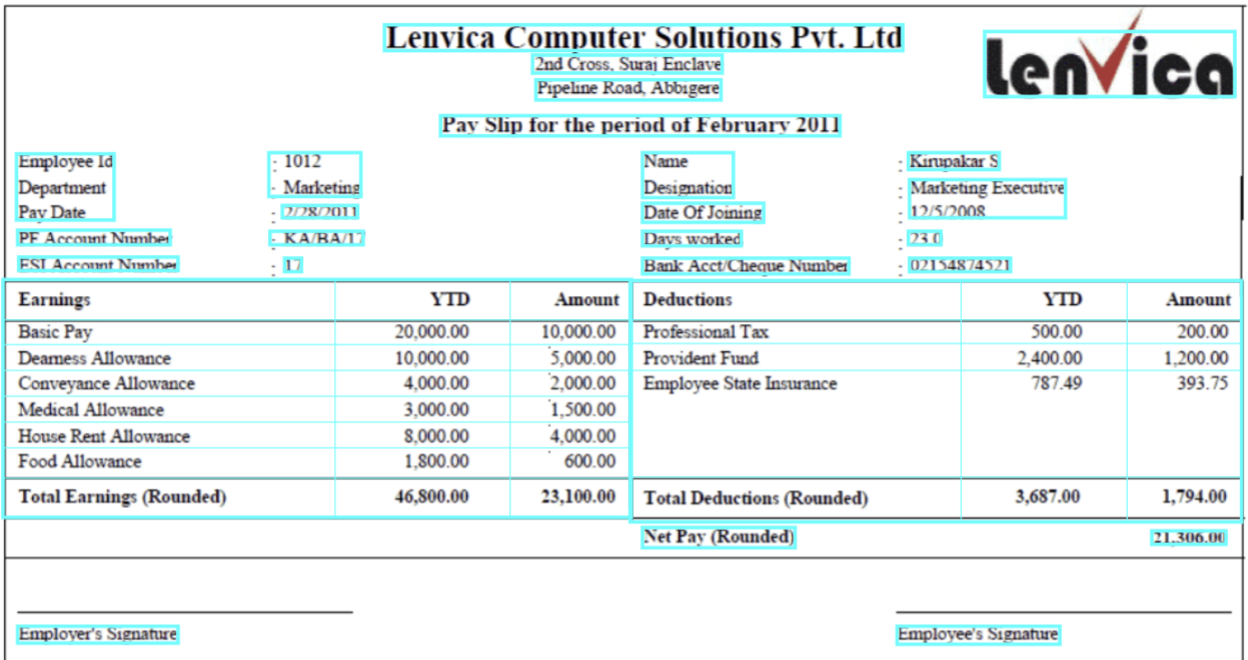 Lenvica Computer Solutions Pvt. Ltd
2nd Cross, Suraj Enclave
Pipeline Road, Abbigere
Lenvica
Pay Slip for the period of February 2011
Employee Id : 1012 Name : Kirupakar S
Department : Marketing Designation : Marketing Executive
Pay Date : 2/28/2011 Date Of Joining : 12/5/2008
PF Account Number : KA/BA/17 Days worked : 23.0
ESI Account Number : 17 Bank Acct/Cheque Number : 02154874521
Earnings YTD Amount Deductions YTD Amount
Basic Pay 20,000.00 10,000.00 Professional Tax 500.00 200.00
Dearness Allowance 10,000.00 5,000.00 Provident Fund 2,400.00 1,200.00
Conveyance Allowance 4,000.00 2,000.00 Employee State Insurance 787.49 393.75
Medical Allowance 3,000.00 1,500.00
House Rent Allowance 8,000.00 4,000.00
Food Allowance 1,800.00 600.00
Total Earnings (Rounded) 46,800.00 23,100.00 Total Deductions (Rounded) 3,687.00 1,794.00
Net Pay (Rounded) 21,306.00
Employer's Signature Employee's Signature